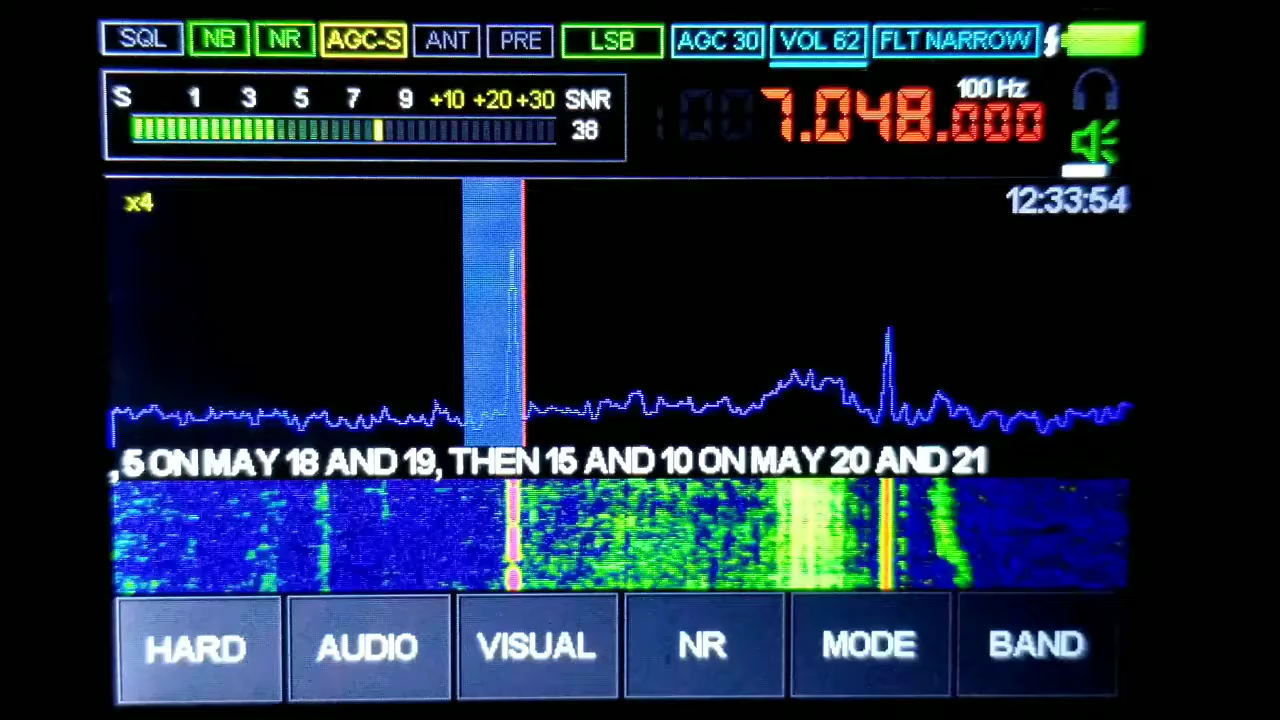 SQL NB NR AGC-S ANT PRE LSB AGC 30 VOL 62 FLT NARROW
S 1 3 5 7 9 +10 +20 +30 SNR
38
100 Hz
7.048.000
x4
12:33:54
, 5 ON MAY 18 AND 19, THEN 15 AND 10 ON MAY 20 AND 21
HARD AUDIO VISUAL NR MODE BAND